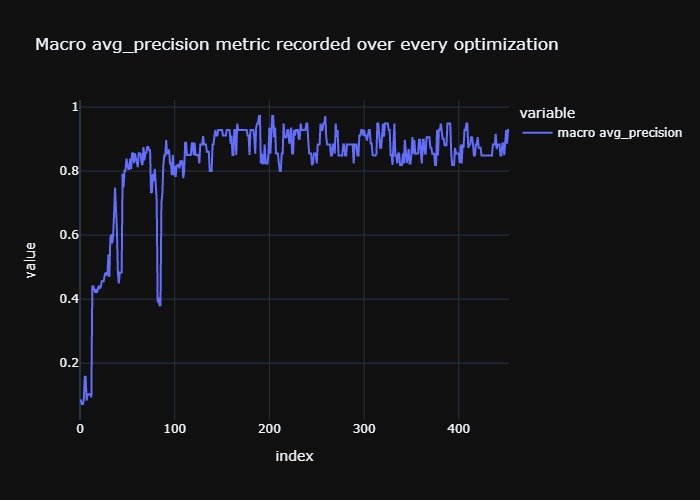 Macro avg_precision metric recorded over every optimization
variable
macro avg_precision
value
1
0.8
0.6
0.4
0.2
0
100
200
300
400
index